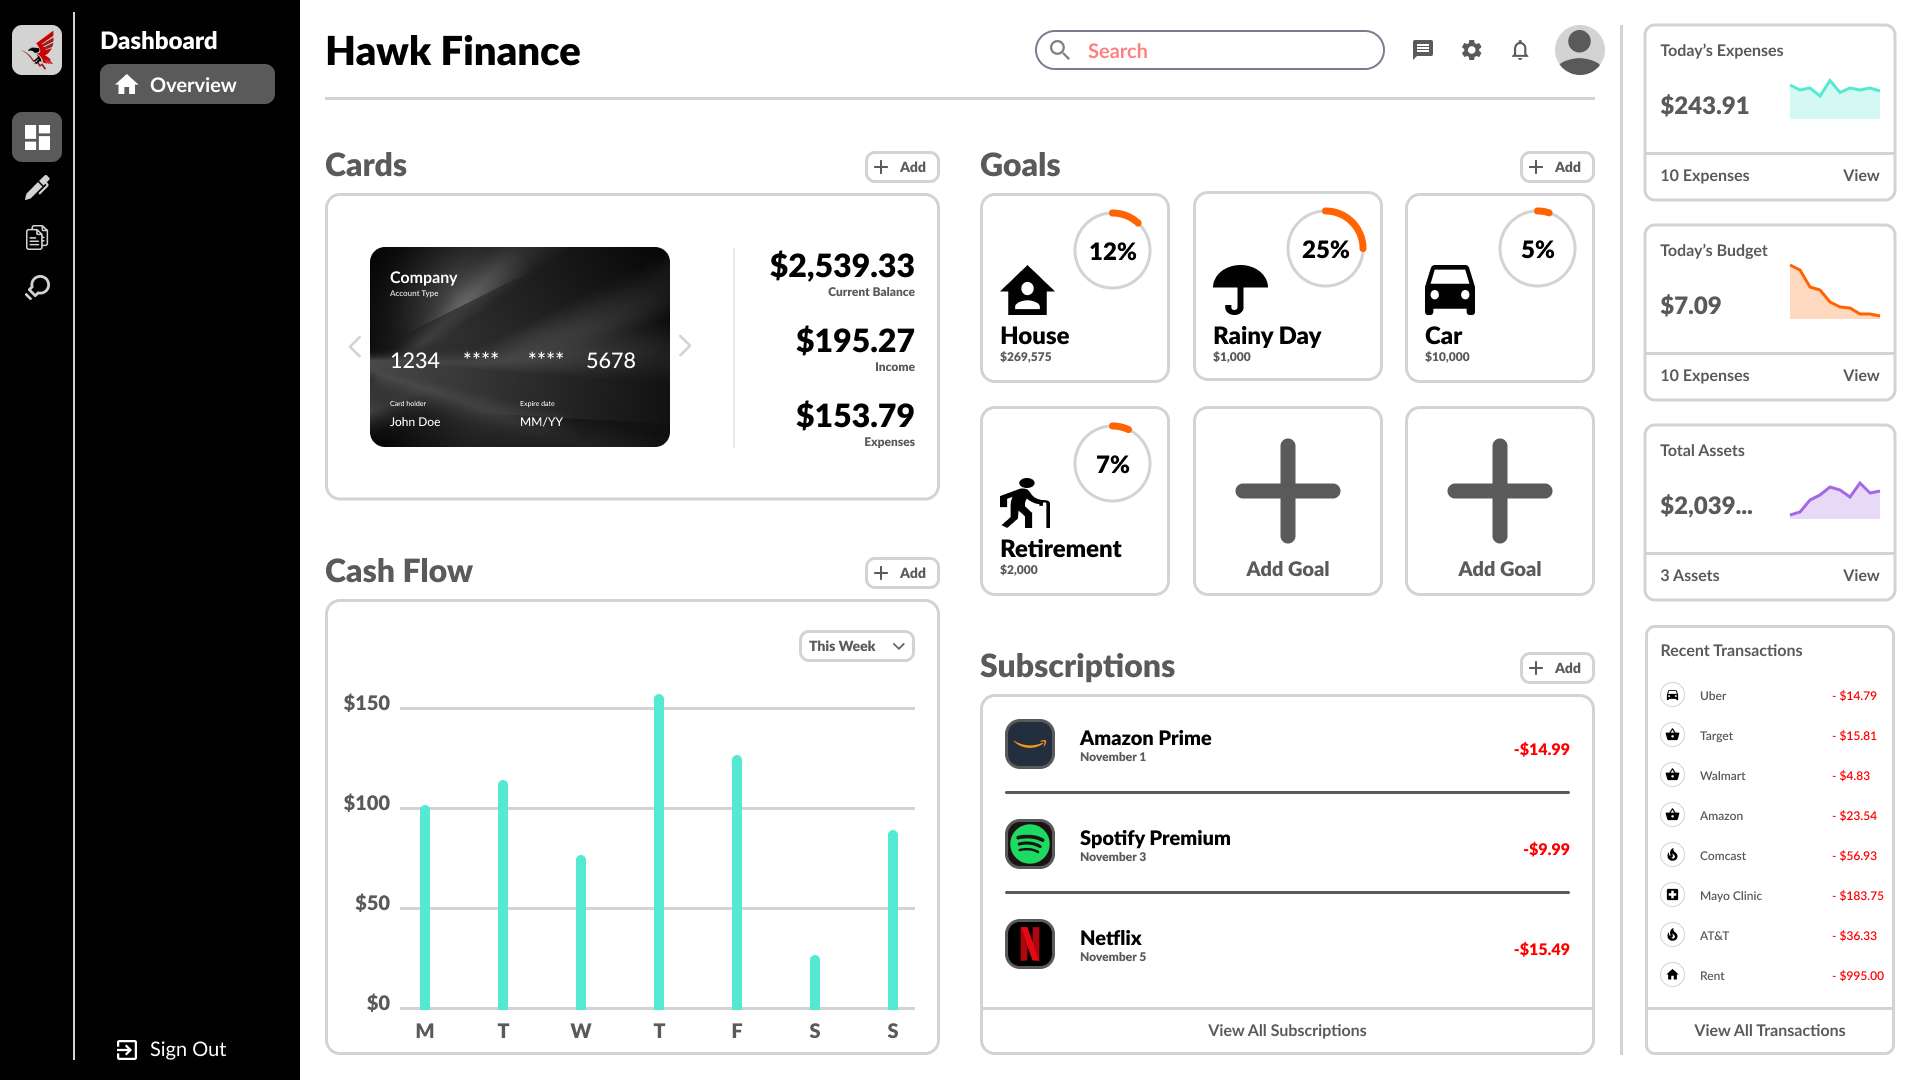 Dashboard
Overview
Sign Out
Hawk Finance
Search
Cards
Add
Company
Account Type
1234 **** **** 5678
Card holder
Expire date
John Doe
MM/YY
$2,539.33
Current Balance
$195.27
Income
$153.79
Expenses
Cash Flow
Add
This Week
$150
$100
$50
$0
M T W T F S S
Goals
Add
12%
House
$269,575
25%
Rainy Day
$1,000
5%
Car
$10,000
7%
Retirement
$2,000
Add Goal
Add Goal
Subscriptions
Add
Amazon Prime
November 1
-$14.99
Spotify Premium
November 3
-$9.99
Netflix
November 5
-$15.49
View All Subscriptions
Today's Expenses
$243.91
10 Expenses View
Today's Budget
$7.09
10 Expenses View
Total Assets
$2,039...
3 Assets View
Recent Transactions
Uber - $14.79
Target - $15.81
Walmart - $4.83
Amazon - $23.54
Comcast - $56.93
Mayo Clinic - $183.75
AT&T - $36.33
Rent - $995.00
View All Transactions